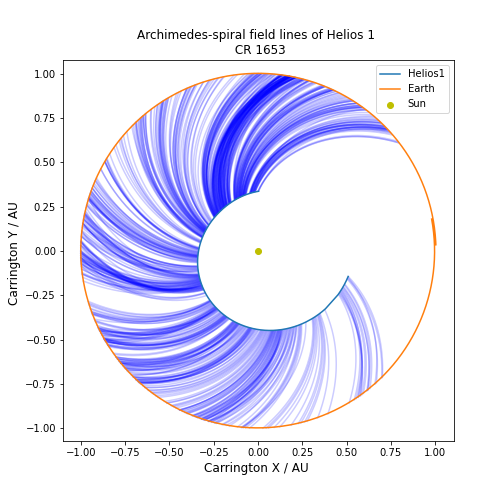 Archimedes-spiral field lines of Helios 1
CR 1653
Helios1
Earth
Sun
Carrington Y / AU
1.00
0.75
0.50
0.25
0.00
−0.25
−0.50
−0.75
−1.00
−1.00 −0.75 −0.50 −0.25 0.00 0.25 0.50 0.75 1.00
Carrington X / AU